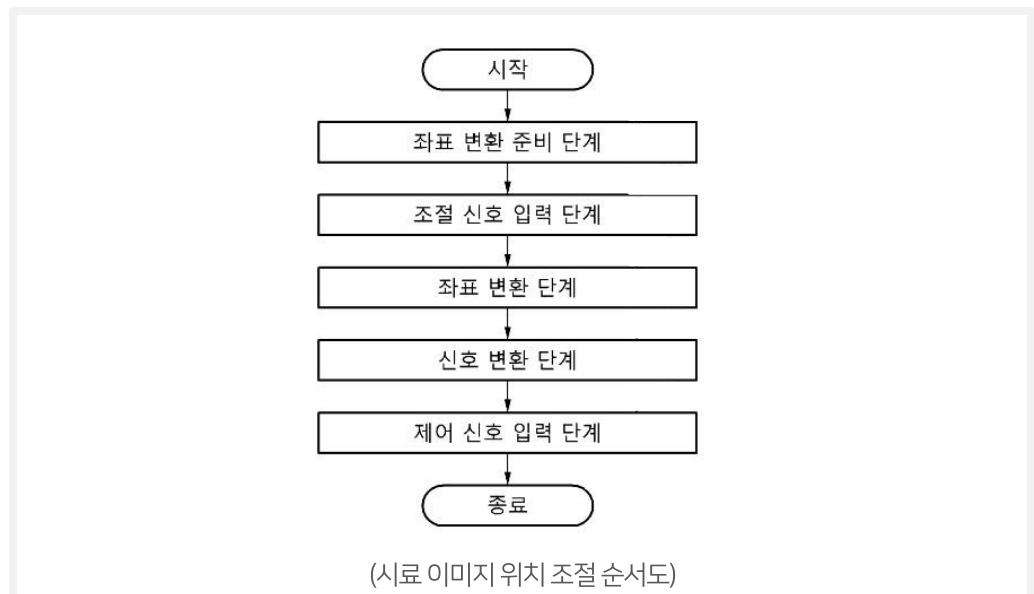 시작
좌표 변환 준비 단계
조절 신호 입력 단계
좌표 변환 단계
신호 변환 단계
제어 신호 입력 단계
종료
(시료 이미지 위치 조절 순서도)